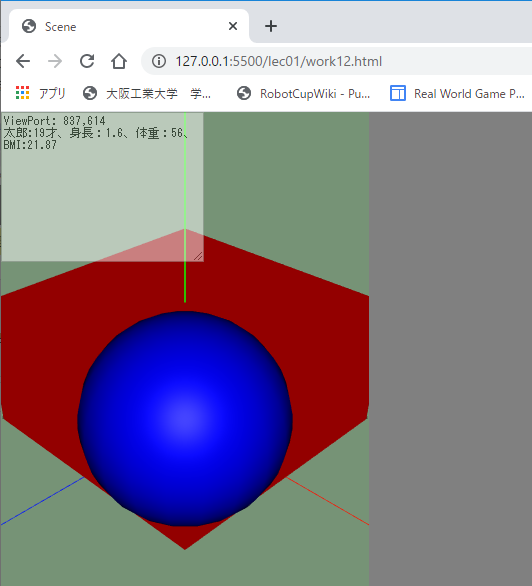 Scene
127.0.0.1:5500/lec01/work12.html
アプリ 大阪工業大学 学... RobotCupWiki - Pu... Real World Game P...
ViewPort: 837,614
太郎:19才、身長：1.6、体重：56、
BMI:21.87